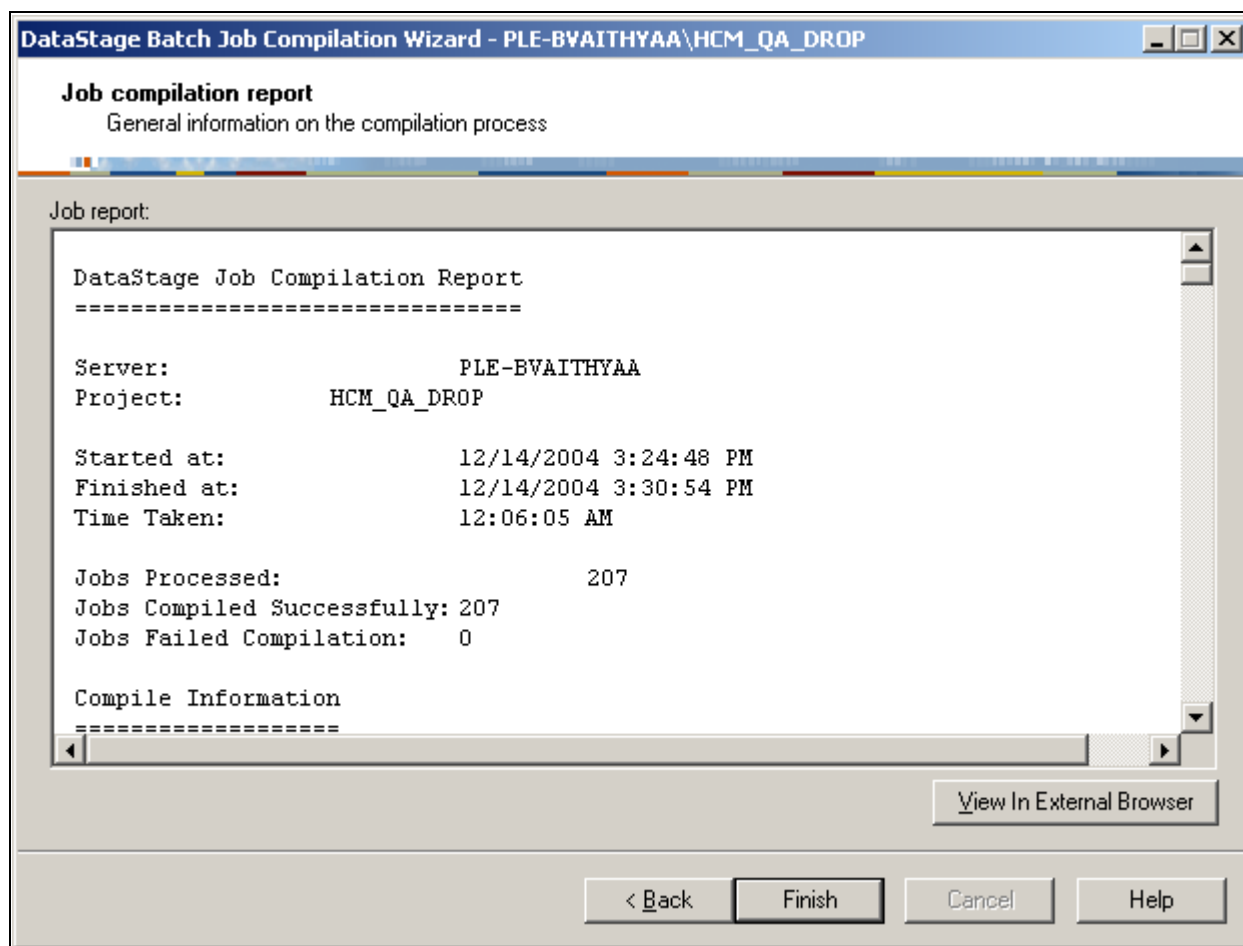 DataStage Batch Job Compilation Wizard - PLE-BVAITHYAA\HCM_QA_DROP
Job compilation report
General information on the compilation process
Job report:
DataStage Job Compilation Report
================================
Server: PLE-BVAITHYAA
Project: HCM_QA_DROP
Started at: 12/14/2004 3:24:48 PM
Finished at: 12/14/2004 3:30:54 PM
Time Taken: 12:06:05 AM
Jobs Processed: 207
Jobs Compiled Successfully: 207
Jobs Failed Compilation: 0
Compile Information
===================
View In External Browser
< Back Finish Cancel Help